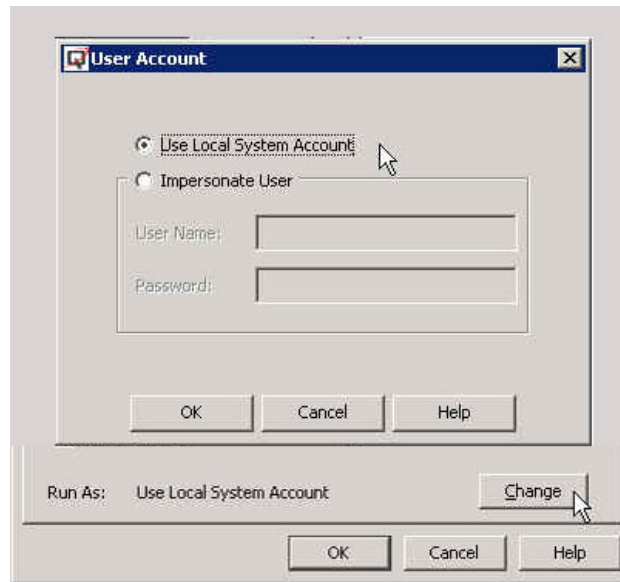 User Account
Use Local System Account
Impersonate User
User Name:
Password:
OK Cancel Help
Run As: Use Local System Account Change
OK Cancel Help